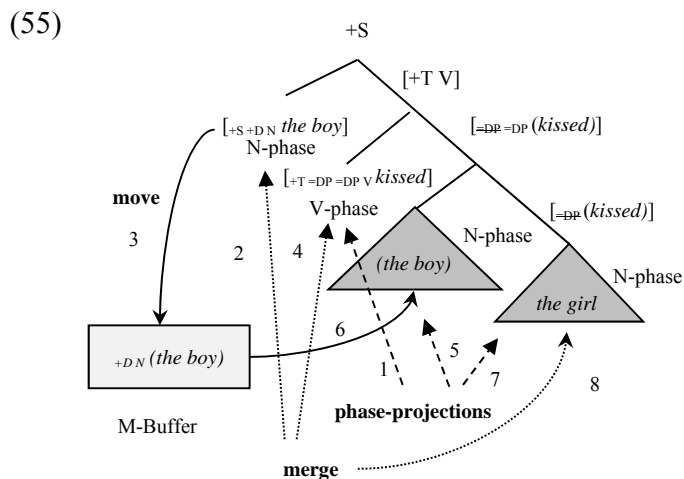 (55)
+S
[+T V]
[+S +D N the boy]
N-phase
[=DP =DP (kissed)]
move
[+T =DP =DP V kissed]
V-phase
[=DP (kissed)]
3
2
4
N-phase
(the boy)
N-phase
the girl
6
+D N (the boy)
5
1
7
8
phase-projections
M-Buffer
merge